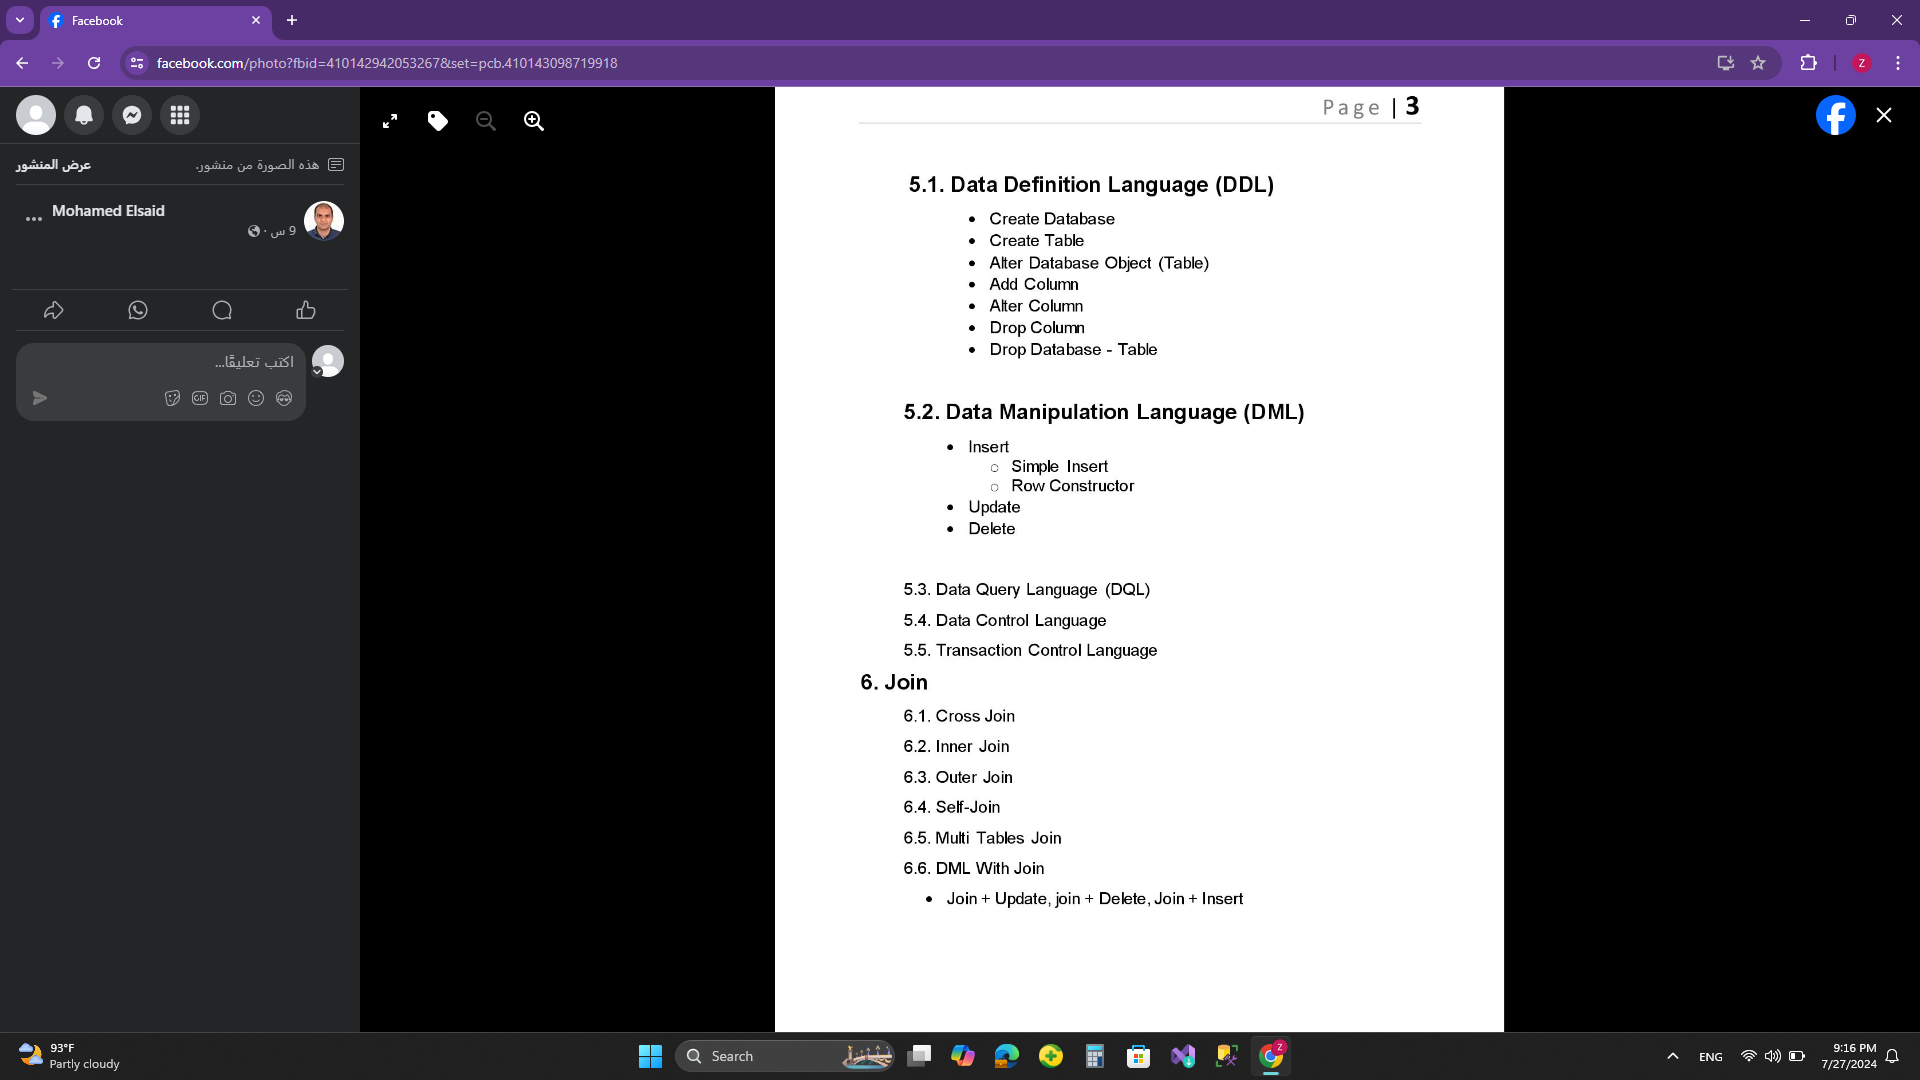 Facebook
facebook.com/photo?fbid=410142942053267&set=pcb.410143098719918
Z
هذه الصورة من منشور. عرض المنشور
Mohamed Elsaid
9 س ·
اكتب تعليقًا...
GIF
Page | 3
5.1. Data Definition Language (DDL)
• Create Database
• Create Table
• Alter Database Object (Table)
• Add Column
• Alter Column
• Drop Column
• Drop Database - Table
5.2. Data Manipulation Language (DML)
• Insert
○ Simple Insert
○ Row Constructor
• Update
• Delete
5.3. Data Query Language (DQL)
5.4. Data Control Language
5.5. Transaction Control Language
6. Join
6.1. Cross Join
6.2. Inner Join
6.3. Outer Join
6.4. Self-Join
6.5. Multi Tables Join
6.6. DML With Join
• Join + Update, join + Delete, Join + Insert
93°F
Partly cloudy
Search
Z
ENG
9:16 PM
7/27/2024